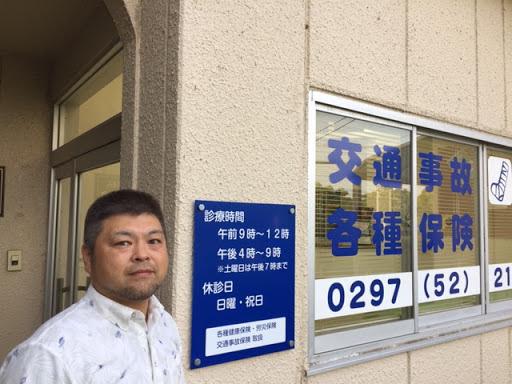 診療時間
午前9時〜12時
午後4時〜9時
※土曜日は午後7時まで
休診日
日曜・祝日
各種健康保険・労災保険
交通事故保険 取扱
交通事故
各種保険
0297 (52) 21